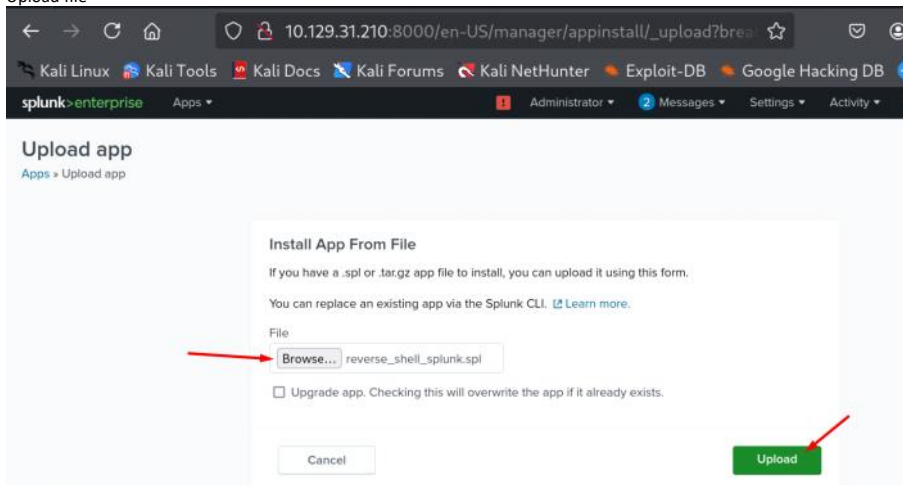 Upload file
10.129.31.210:8000/en-US/manager/appinstall/_upload?brea
Kali Linux Kali Tools Kali Docs Kali Forums Kali NetHunter Exploit-DB Google Hacking DB
splunk>enterprise Apps Administrator 2 Messages Settings Activity
Upload app
Apps » Upload app
Install App From File
If you have a .spl or .tar.gz app file to install, you can upload it using this form.
You can replace an existing app via the Splunk CLI. Learn more.
File
Browse... reverse_shell_splunk.spl
Upgrade app. Checking this will overwrite the app if it already exists.
Cancel Upload